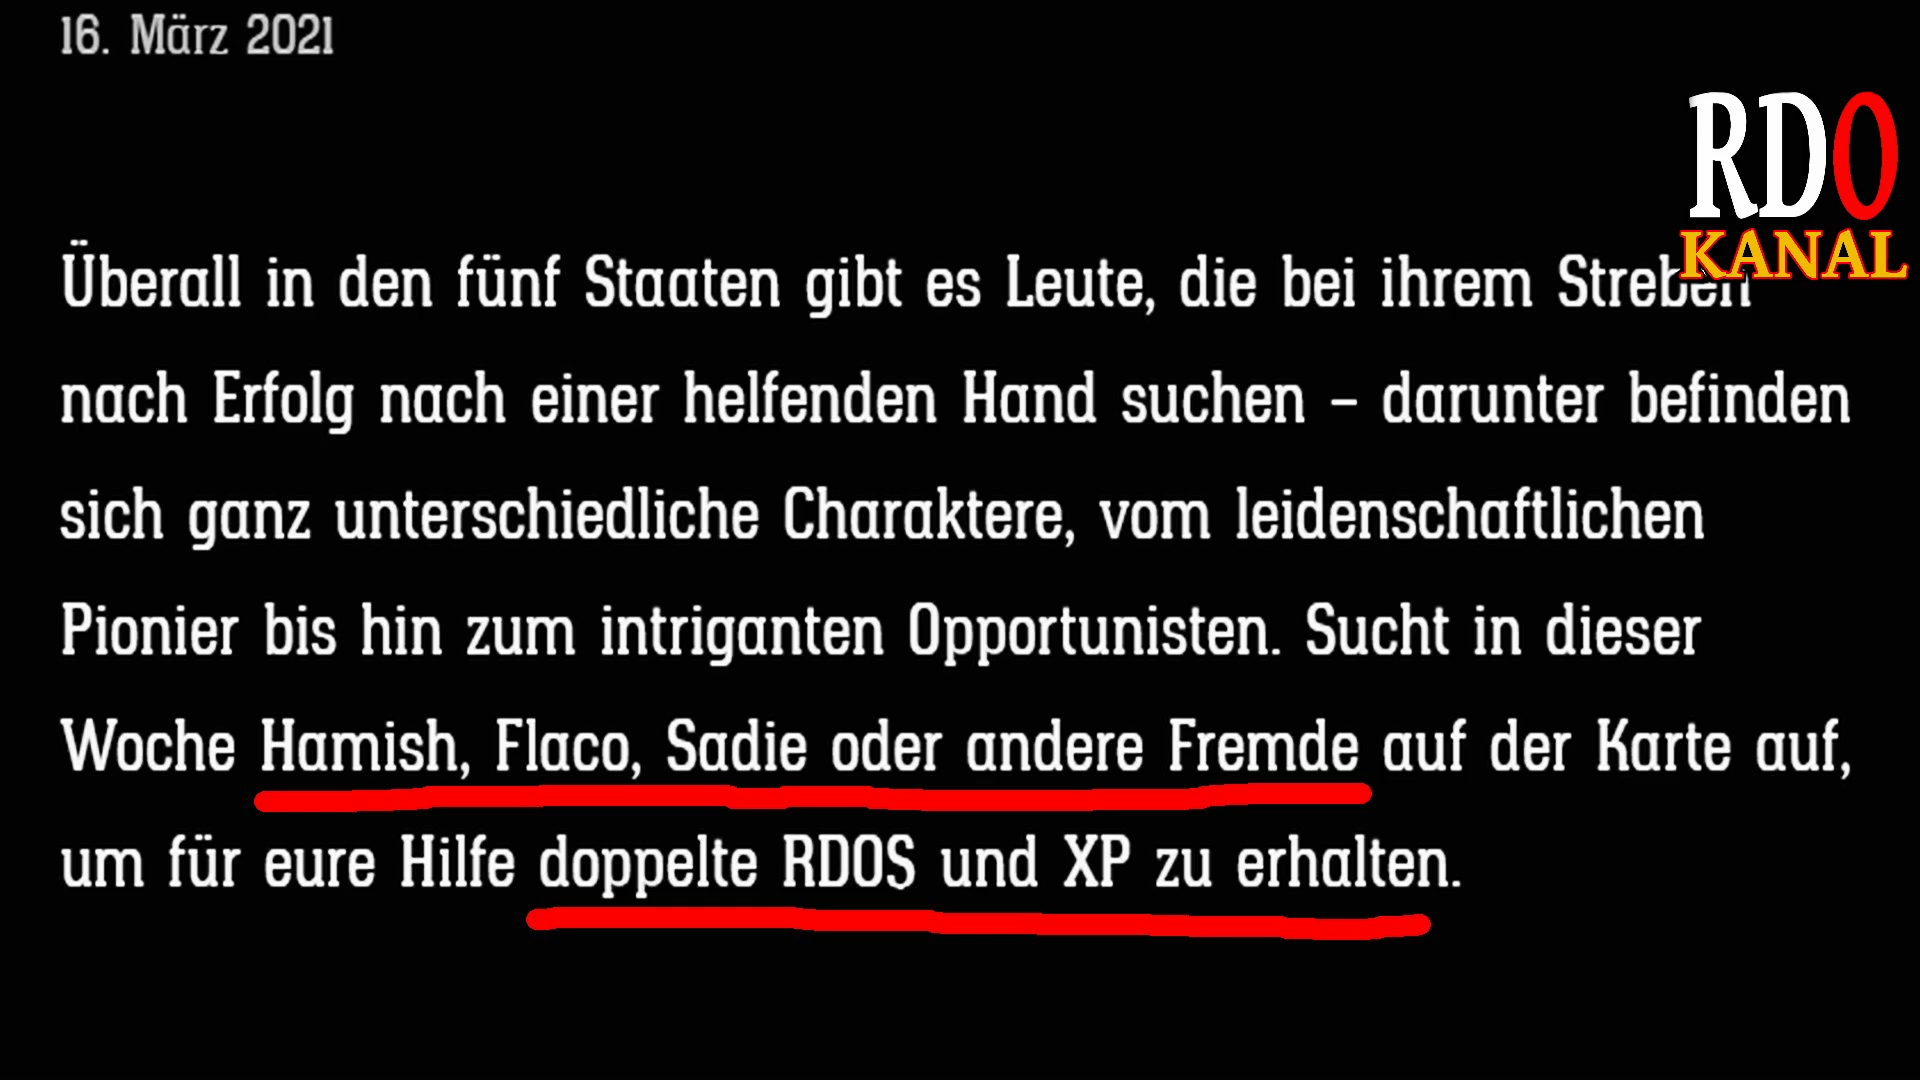 16. März 2021
RDO
KANAL
Überall in den fünf Staaten gibt es Leute, die bei ihrem Streben
nach Erfolg nach einer helfenden Hand suchen – darunter befinden
sich ganz unterschiedliche Charaktere, vom leidenschaftlichen
Pionier bis hin zum intriganten Opportunisten. Sucht in dieser
Woche Hamish, Flaco, Sadie oder andere Fremde auf der Karte auf,
um für eure Hilfe doppelte RDO$ und XP zu erhalten.